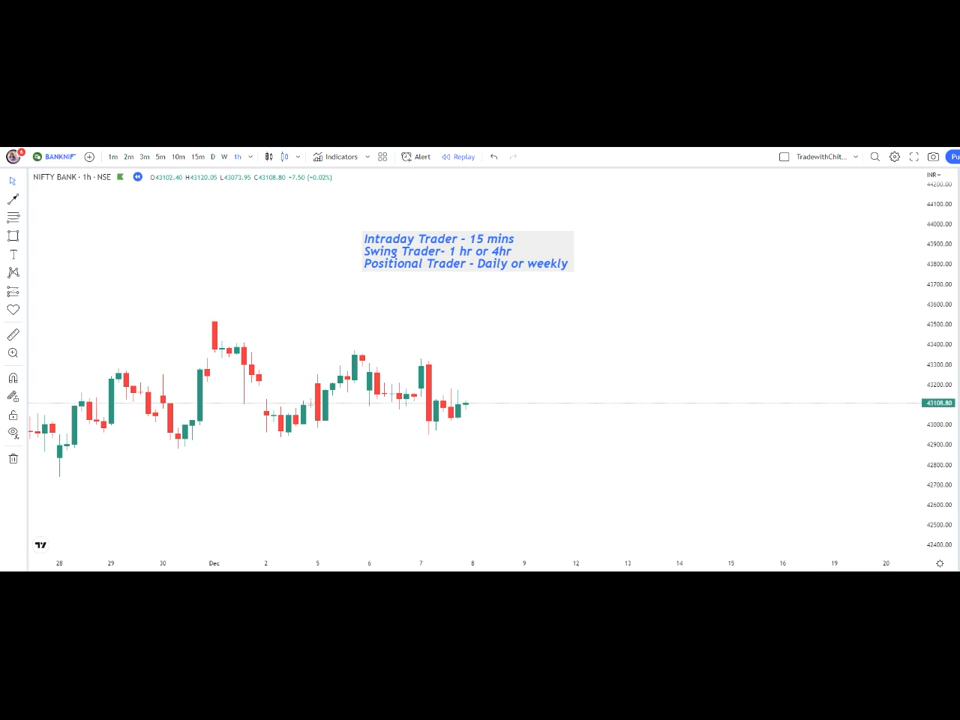 BANKNIFTY 1m 2m 3m 5m 10m 15m D W 1h Indicators Alert Replay TradewithChit...
NIFTY BANK · 1h · NSE O43102.40 H43120.05 L43073.95 C43108.80 +7.50 (+0.02%)
INR
44200.00
44100.00
44000.00
43900.00
43800.00
43700.00
43600.00
43500.00
43400.00
43300.00
43200.00
43108.80
43000.00
42900.00
42800.00
42700.00
42600.00
42500.00
42400.00
Intraday Trader - 15 mins
Swing Trader- 1 hr or 4hr
Positional Trader - Daily or weekly
28 29 30 Dec 2 5 6 7 8 9 12 13 14 15 16 19 20